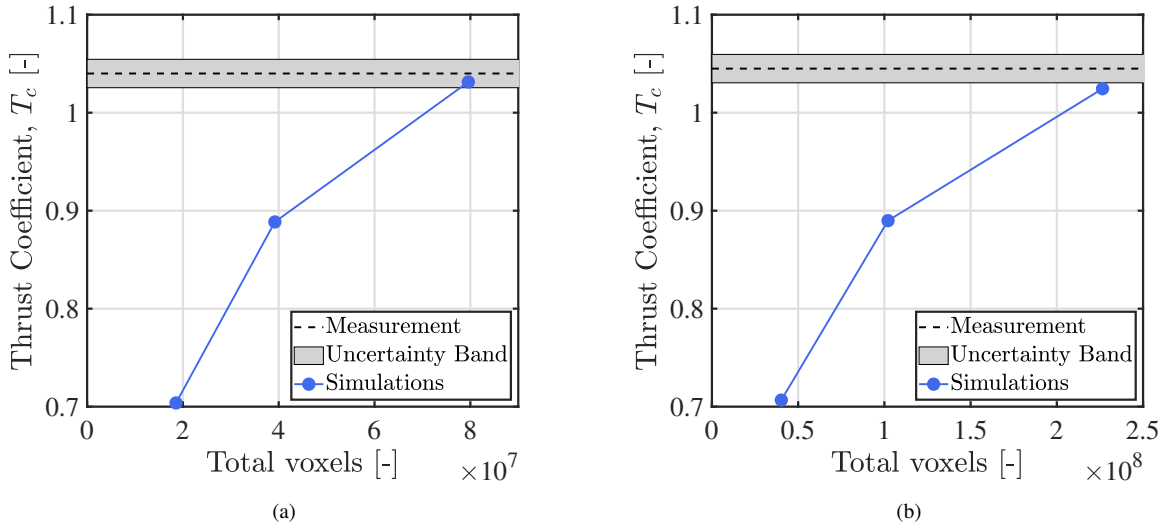 1.1
1
0.9
0.8
0.7
Thrust Coefficient, T_c [-]
Measurement
Uncertainty Band
Simulations
0 2 4 6 8
Total voxels [-]
×10^7
(a)
1.1
1
0.9
0.8
0.7
Thrust Coefficient, T_c [-]
Measurement
Uncertainty Band
Simulations
0 0.5 1 1.5 2 2.5
Total voxels [-]
×10^8
(b)